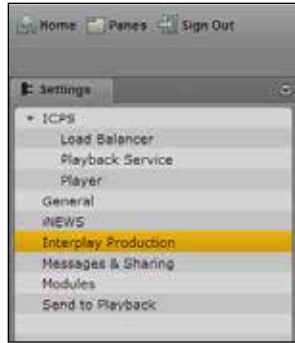 Home Panes Sign Out
Settings
ICPS
Load Balancer
Playback Service
Player
General
iNEWS
Interplay Production
Messages & Sharing
Modules
Send to Playback